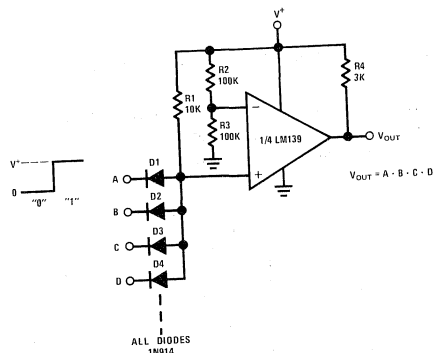 V⁺
R2
100K
R4
3K
R1
10K
R3
100K
−
+
1/4 LM139
VOUT
VOUT = A · B · C · D
V⁺
0
"0" "1"
A
D1
B
D2
C
D3
D
D4
ALL DIODES
1N914